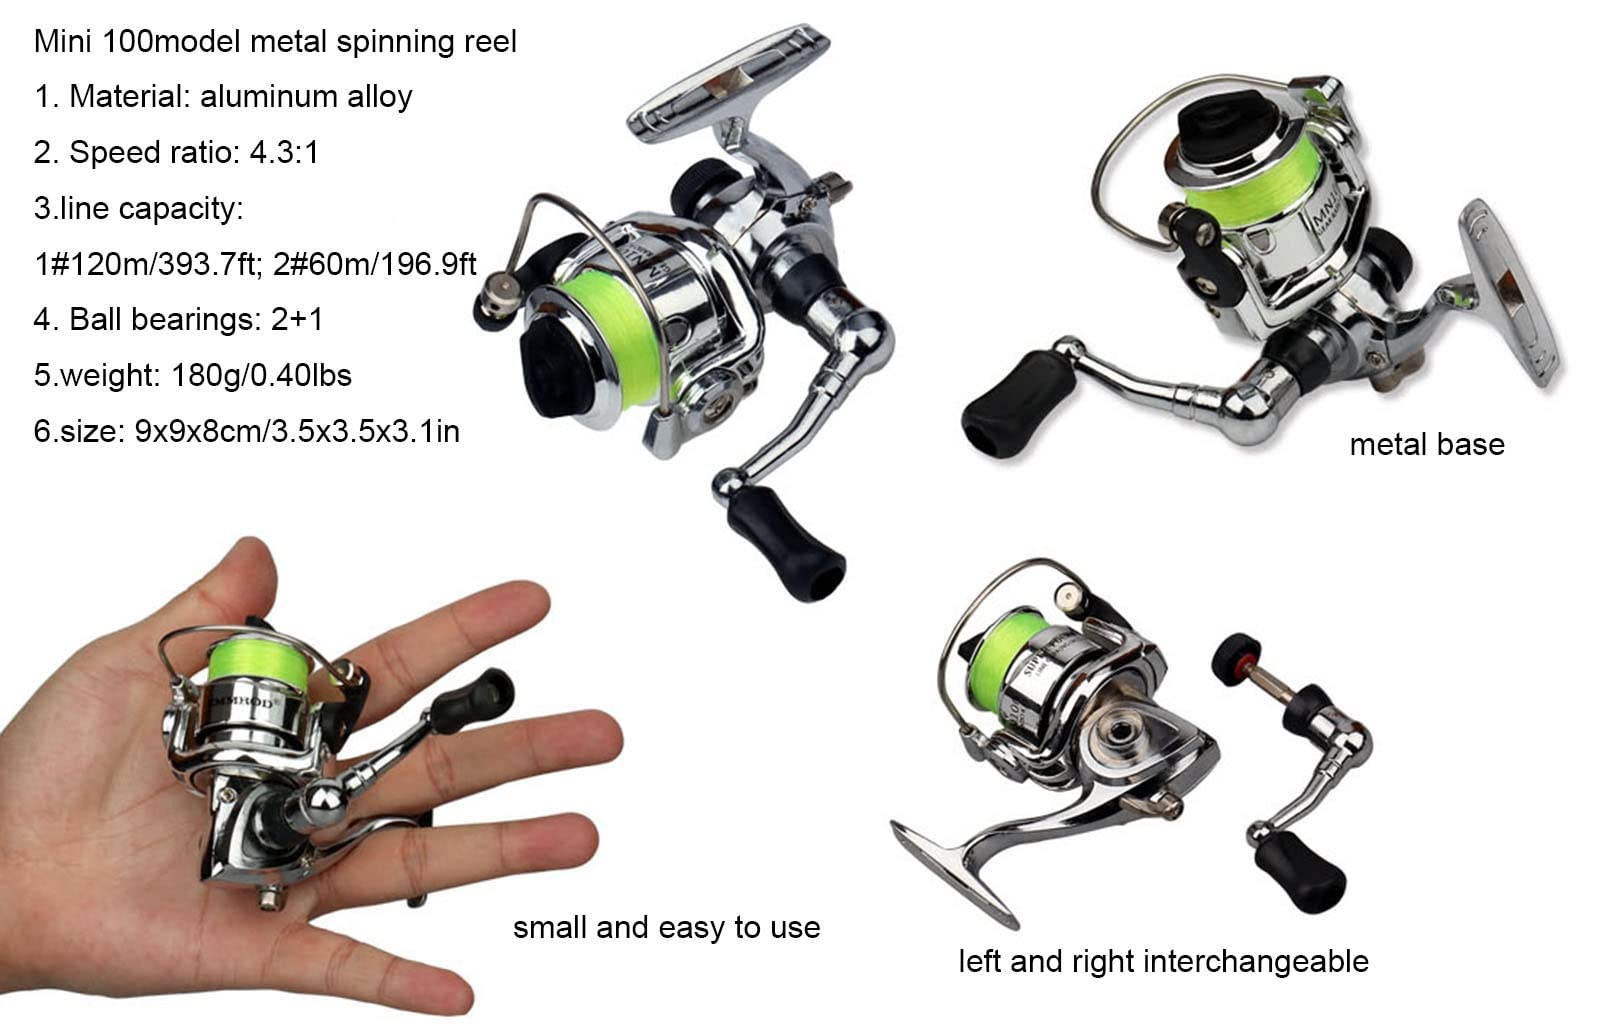 Mini 100model metal spinning reel
1. Material: aluminum alloy
2. Speed ratio: 4.3:1
3.line capacity:
1#120m/393.7ft; 2#60m/196.9ft
4. Ball bearings: 2+1
5.weight: 180g/0.40lbs
6.size: 9x9x8cm/3.5x3.5x3.1in
metal base
small and easy to use
left and right interchangeable